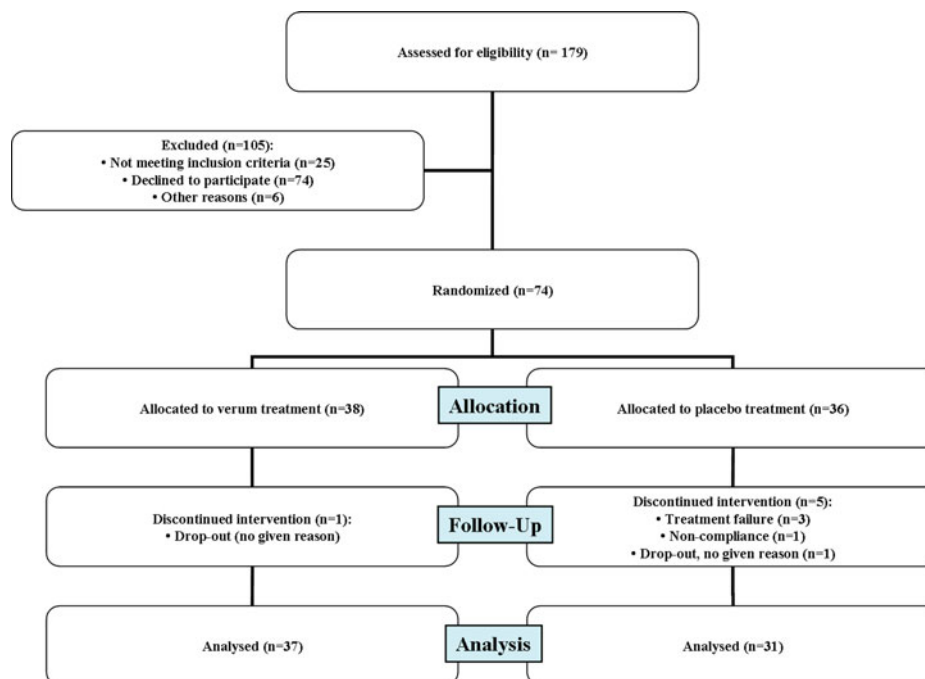 Assessed for eligibility (n= 179)
Excluded (n=105):
• Not meeting inclusion criteria (n=25)
• Declined to participate (n=74)
• Other reasons (n=6)
Randomized (n=74)
Allocated to verum treatment (n=38)
Allocation
Allocated to placebo treatment (n=36)
Discontinued intervention (n=1):
• Drop-out (no given reason)
Follow-Up
Discontinued intervention (n=5):
• Treatment failure (n=3)
• Non-compliance (n=1)
• Drop-out, no given reason (n=1)
Analysed (n=37)
Analysis
Analysed (n=31)